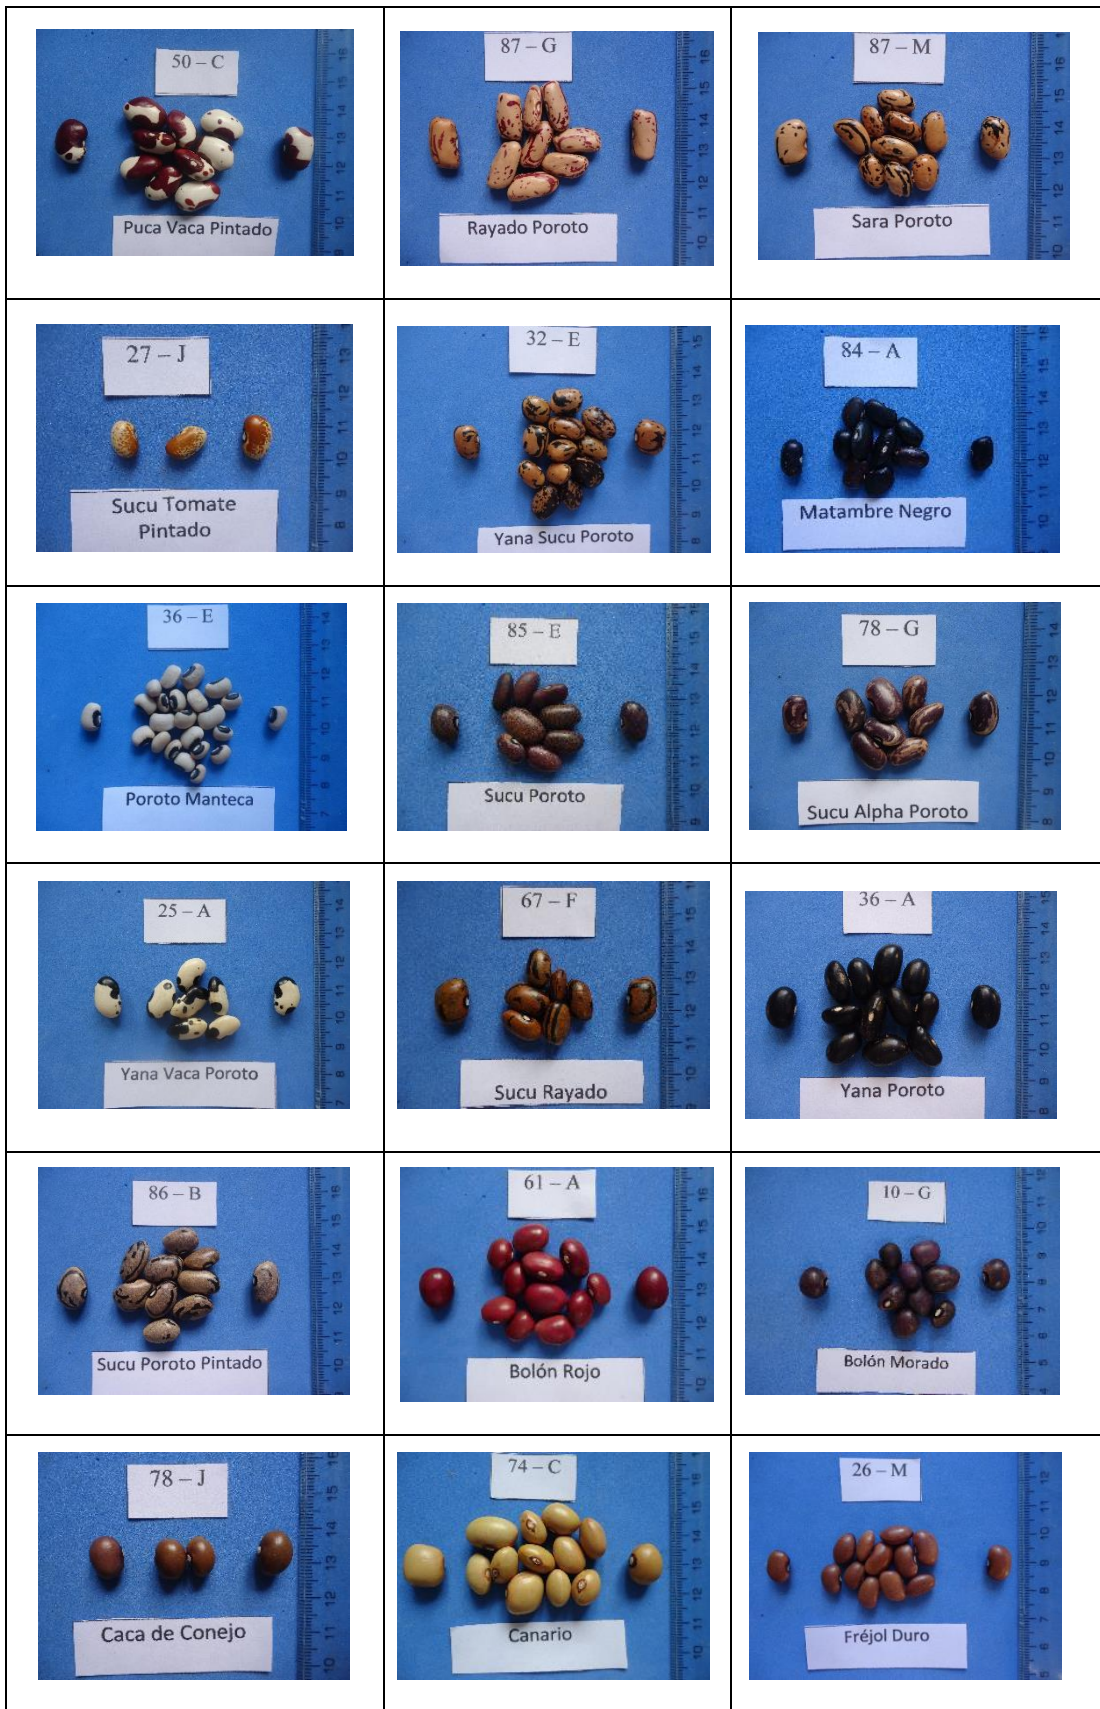 50 – C
Puca Vaca Pintado
87 – G
Rayado Poroto
87 – M
Sara Poroto
27 – J
Sucu Tomate
Pintado
32 – E
Yana Sucu Poroto
84 – A
Matambre Negro
36 – E
Poroto Manteca
85 – E
Sucu Poroto
78 – G
Sucu Alpha Poroto
25 – A
Yana Vaca Poroto
67 – F
Sucu Rayado
36 – A
Yana Poroto
86 – B
Sucu Poroto Pintado
61 – A
Bolón Rojo
10 – G
Bolón Morado
78 – J
Caca de Conejo
74 – C
Canario
26 – M
Fréjol Duro